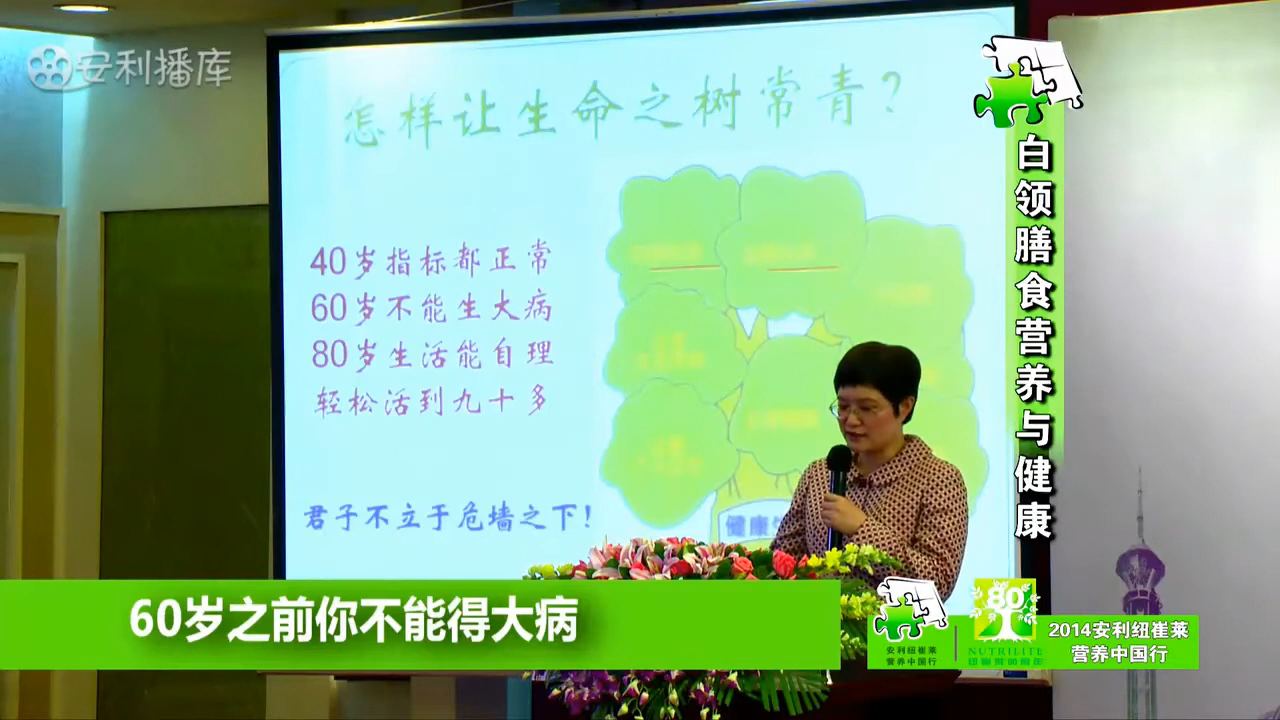 安利播库
怎样让生命之树常青?
40岁指标都正常
60岁不能生大病
80岁生活能自理
轻松活到九十多
君子不立于危墙之下!
健康
白领膳食营养与健康
60岁之前你不能得大病
安利纽崔莱
营养中国行
80
NUTRILITE
2014安利纽崔莱
营养中国行